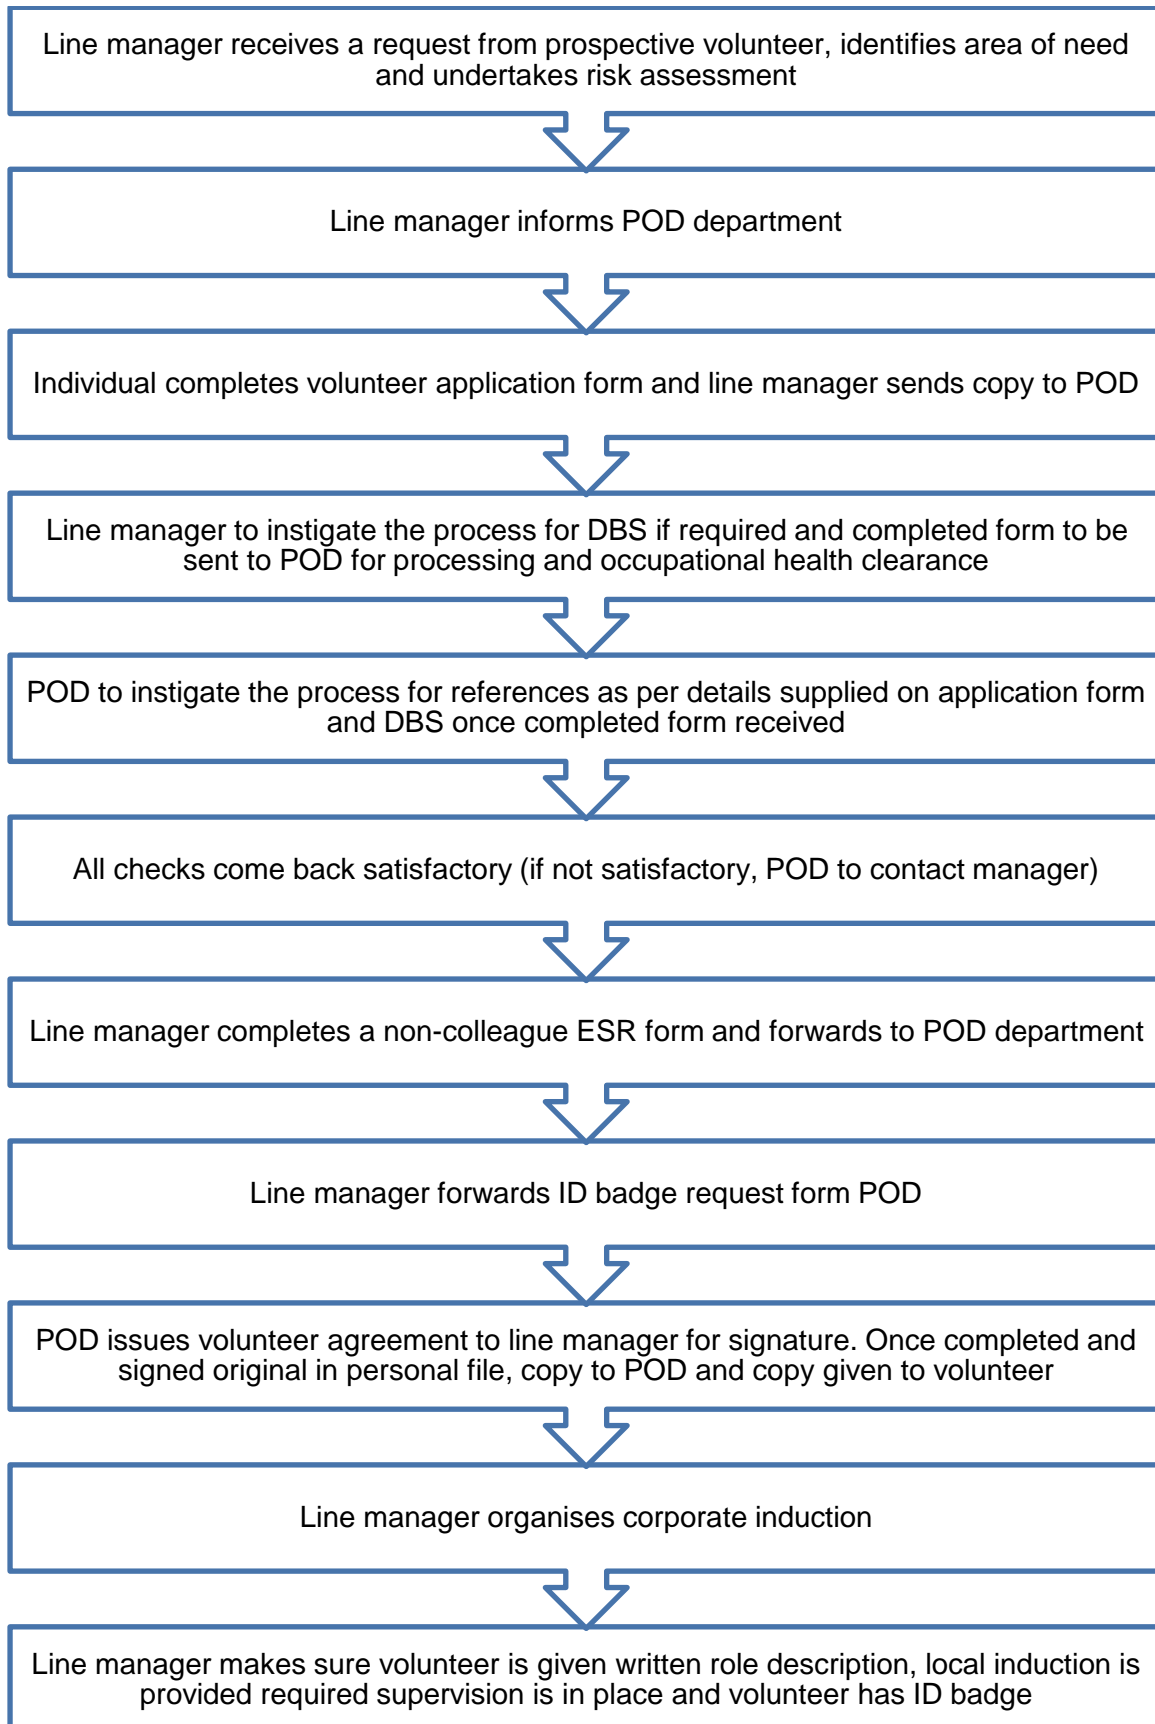 Line manager receives a request from prospective volunteer, identifies area of need
and undertakes risk assessment
Line manager informs POD department
Individual completes volunteer application form and line manager sends copy to POD
Line manager to instigate the process for DBS if required and completed form to be
sent to POD for processing and occupational health clearance
POD to instigate the process for references as per details supplied on application form
and DBS once completed form received
All checks come back satisfactory (if not satisfactory, POD to contact manager)
Line manager completes a non-colleague ESR form and forwards to POD department
Line manager forwards ID badge request form POD
POD issues volunteer agreement to line manager for signature. Once completed and
signed original in personal file, copy to POD and copy given to volunteer
Line manager organises corporate induction
Line manager makes sure volunteer is given written role description, local induction is
provided required supervision is in place and volunteer has ID badge